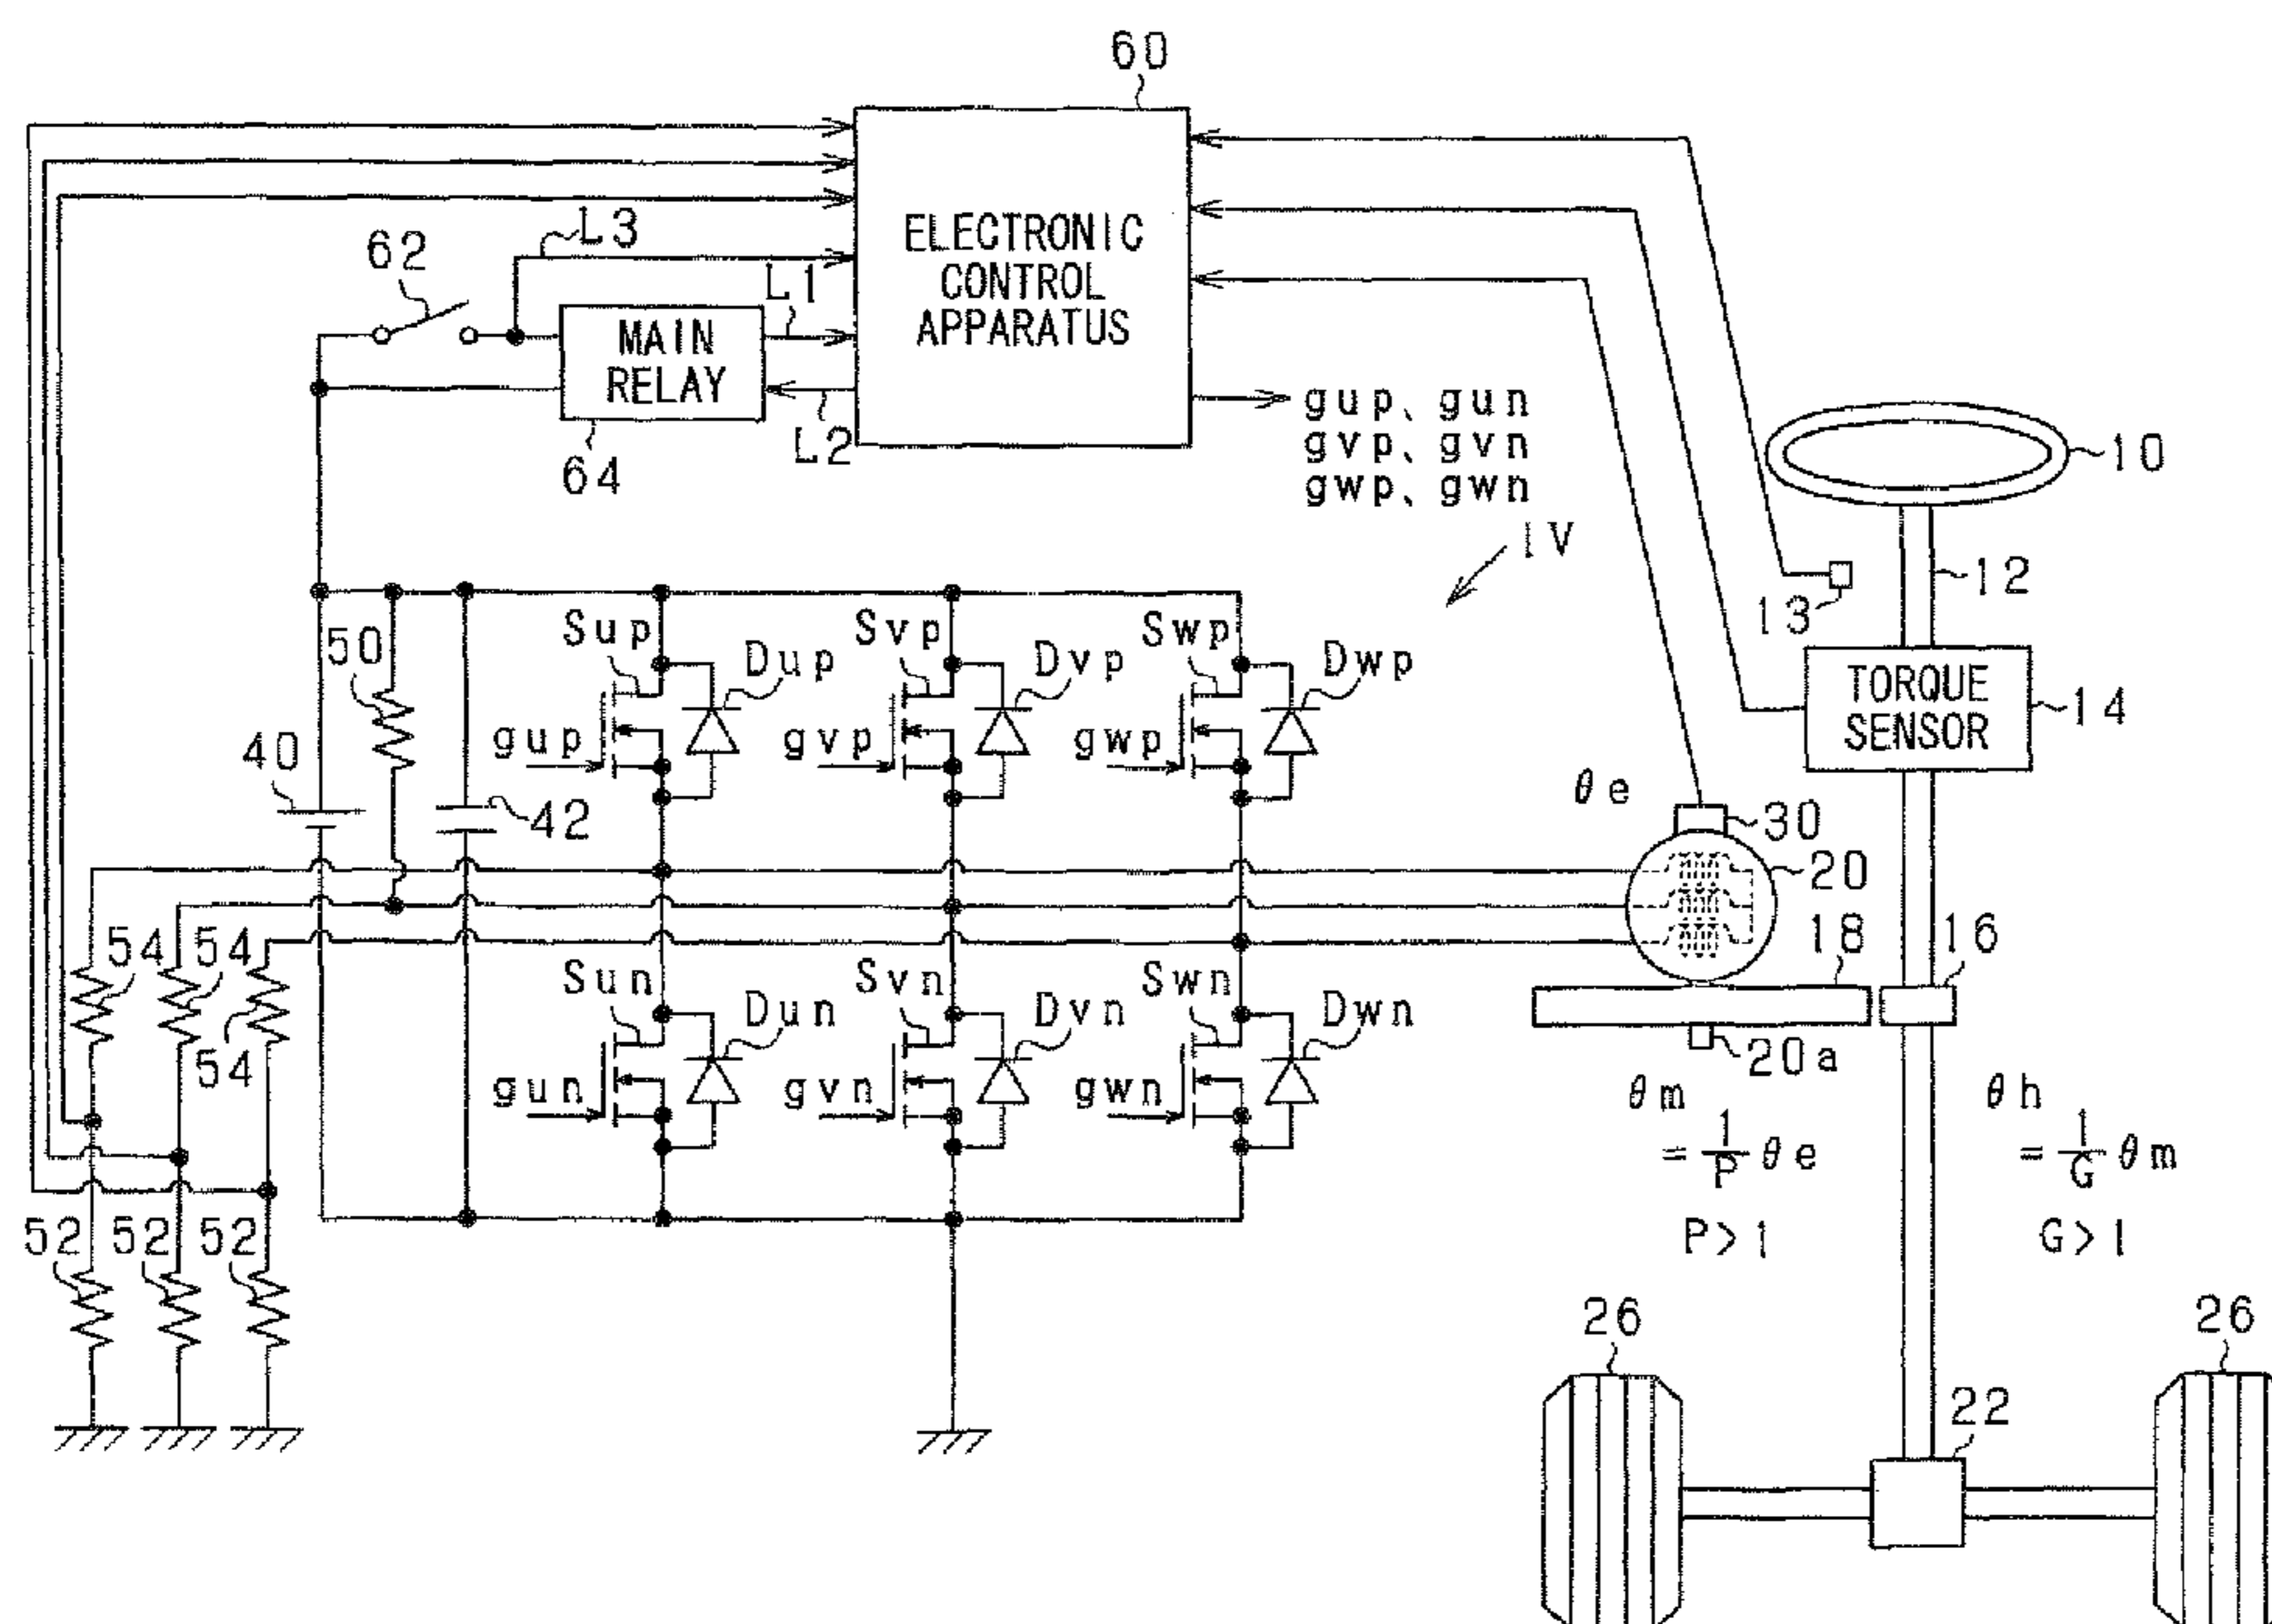 60
ELECTRONIC
CONTROL
APPARATUS
L3
62
L1
MAIN
RELAY
L2
64
gup、gun
gvp、gvn
gwp、gwn
IV
10
12
13
TORQUE
SENSOR
14
50
Sup
Dup
Svp
Dvp
Swp
Dwp
gup
gvp
gwp
40
42
θe
30
20
18
16
54
54
54
Sun
Dun
Svn
Dvn
Swn
Dwn
gun
gvn
gwn
20a
θm
= 1/P θe
P>1
θh
= 1/G θm
G>1
52
52
52
26
26
22